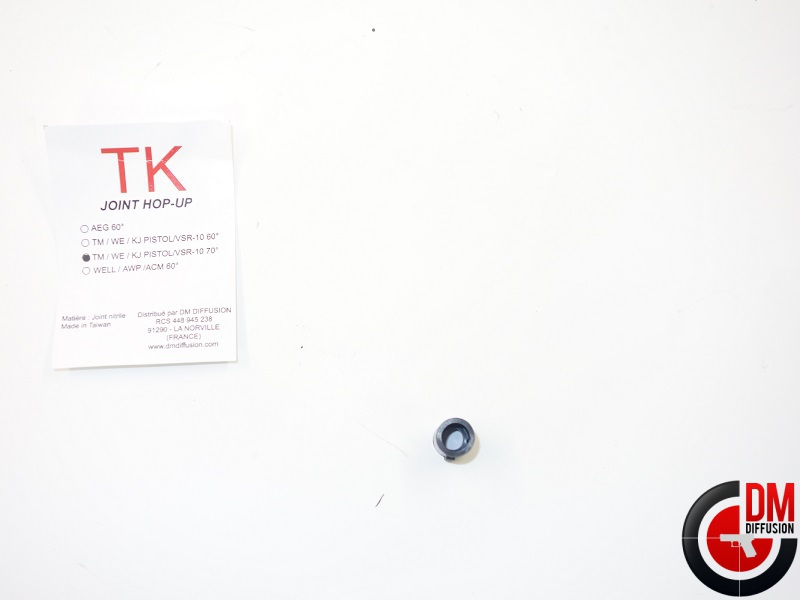 TK
JOINT HOP-UP
AEG 60°
TM / WE / KJ PISTOL/VSR-10 60°
TM / WE / KJ PISTOL/VSR-10 70°
WELL / AWP /ACM 60°
Matière : Joint nitrile
Made in Taiwan
Distribué par DM DIFFUSION
RCS 448 945 238
91290 - LA NORVILLE
(FRANCE)
www.dmdiffusion.com
DM
DIFFUSION